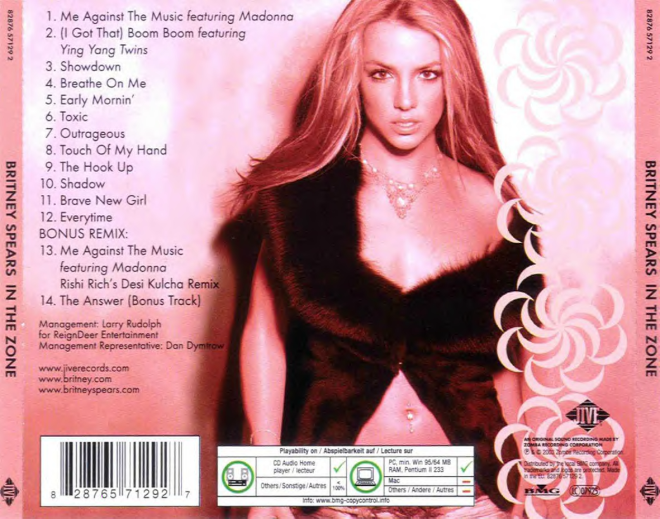 82876 57129 2
BRITNEY SPEARS IN THE ZONE
JIVE
1. Me Against The Music featuring Madonna
2. (I Got That) Boom Boom featuring
Ying Yang Twins
3. Showdown
4. Breathe On Me
5. Early Mornin'
6. Toxic
7. Outrageous
8. Touch Of My Hand
9. The Hook Up
10. Shadow
11. Brave New Girl
12. Everytime
BONUS REMIX:
13. Me Against The Music
featuring Madonna
Rishi Rich's Desi Kulcha Remix
14. The Answer (Bonus Track)
Management: Larry Rudolph
for ReignDeer Entertainment
Management Representative: Dan Dymtrow
www.jiverecords.com
www.britney.com
www.britneyspears.com
8 28765 71292 7
Playability on / Abspielbarkeit auf / Lecture sur
CD Audio Home
player / lecteur
Others/Sonstige/Autres
< 100%
PC, min. Win 95/64 MB
RAM, Pentium II 233
Mac
Others / Andere / Autres
info: www.bmg-copycontrol.info
JIVE
AN ORIGINAL SOUND RECORDING MADE BY
ZOMBA RECORDING CORPORATION
℗ & © 2003 Zomba Recording Corporation
Distributed by the local BMG company. All
trademarks and logos are protected. Made
in the EU. 82876 57129 2.
BMG
LC 07925
82876 57129 2
BRITNEY SPEARS IN THE ZONE
JIVE